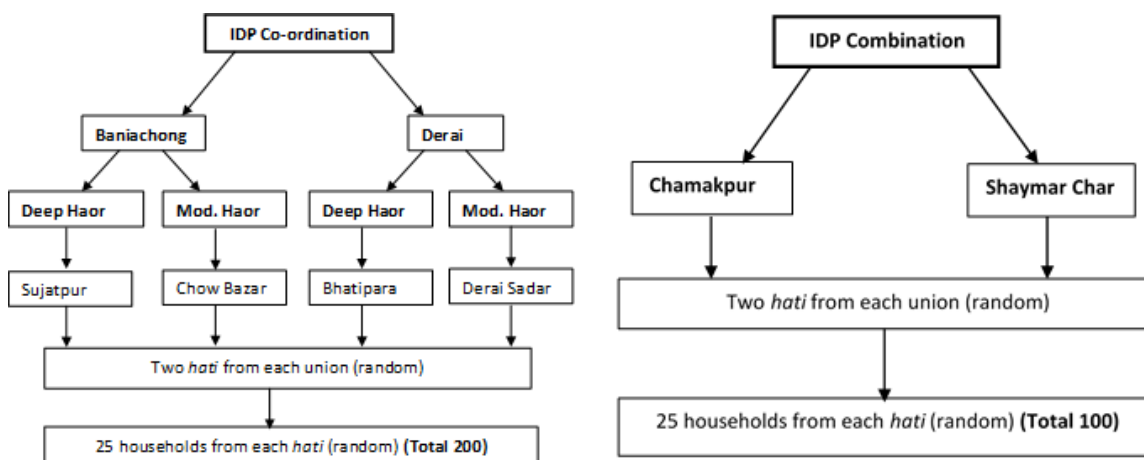 IDP Co-ordination
Baniachong
Derai
Deep Haor
Mod. Haor
Deep Haor
Mod. Haor
Sujatpur
Chow Bazar
Bhatipara
Derai Sadar
Two hati from each union (random)
25 households from each hati (random) (Total 200)
IDP Combination
Chamakpur
Shaymar Char
Two hati from each union (random)
25 households from each hati (random) (Total 100)